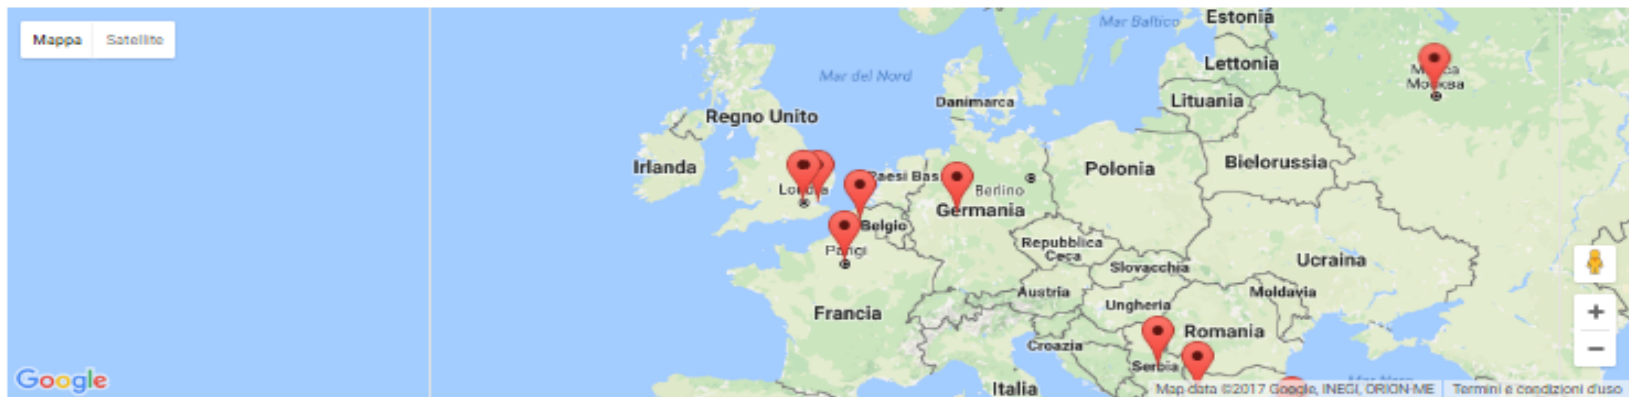 Mappa Satellite
Mar Baltico
Estonia
Lettonia
Mar del Nord
Danimarca
Lituania
Regno Unito
Irlanda
Polonia
Bielorussia
Paesi Bas
Berlino
Germania
Belgio
Repubblica
Ceca
Slovacchia
Ucraina
Austria
Ungheria
Moldavia
Francia
Romania
Croazia
Serbia
Italia
Google
Map data ©2017 Google, INEGI, ORION-ME
Termini e condizioni d'uso